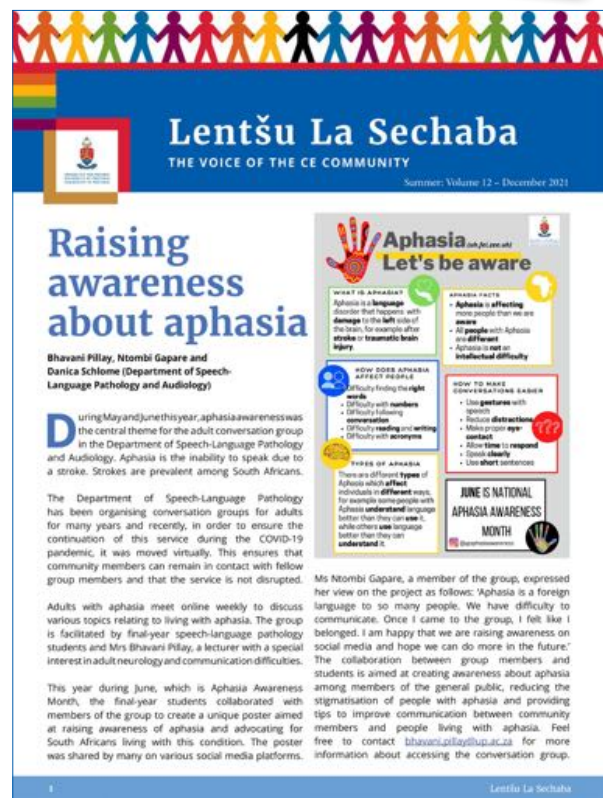 Lentšu La Sechaba
THE VOICE OF THE CE COMMUNITY
Summer: Volume 12 – December 2021
Raising
awareness
about aphasia
Bhavani Pillay, Ntombi Gapare and
Danica Schlome (Department of Speech-
Language Pathology and Audiology)
During May and June this year, aphasia awareness was
the central theme for the adult conversation group
in the Department of Speech-Language Pathology
and Audiology. Aphasia is the inability to speak due to
a stroke. Strokes are prevalent among South Africans.
The Department of Speech-Language Pathology
has been organising conversation groups for adults
for many years and recently, in order to ensure the
continuation of this service during the COVID-19
pandemic, it was moved virtually. This ensures that
community members can remain in contact with fellow
group members and that the service is not disrupted.
Adults with aphasia meet online weekly to discuss
various topics relating to living with aphasia. The group
is facilitated by final-year speech-language pathology
students and Mrs Bhavani Pillay, a lecturer with a special
interest in adult neurology and communication difficulties.
This year during June, which is Aphasia Awareness
Month, the final-year students collaborated with
members of the group to create a unique poster aimed
at raising awareness of aphasia and advocating for
South Africans living with this condition. The poster
was shared by many on various social media platforms.
Aphasia
Let's be aware
WHAT IS APHASIA?
Aphasia is a language
disorder that happens with
damage to the left side of
the brain, for example after
stroke or traumatic brain
injury.
APHASIA FACTS
Aphasia is affecting
more people than we are
aware
All people with Aphasia
are different
Aphasia is not an
intellectual difficulty
HOW DOES APHASIA
AFFECT PEOPLE
Difficulty finding the right
words
Difficulty with numbers
Difficulty following
conversation
Difficulty reading and writing
Difficulty with acronyms
HOW TO MAKE
CONVERSATIONS EASIER
Use gestures with
speech
Reduce distractions
Make proper eye-
contact
Allow time to respond
Speak clearly
Use short sentences
???
TYPES OF APHASIA
There are different types of
Aphasia which affect
individuals in different ways,
for example some people with
Aphasia understand language
better than they can use it,
while others use language
better than they can
understand it.
JUNE IS NATIONAL
APHASIA AWARENESS
MONTH
Ms Ntombi Gapare, a member of the group, expressed
her view on the project as follows: 'Aphasia is a foreign
language to so many people. We have difficulty to
communicate. Once I came to the group, I felt like I
belonged. I am happy that we are raising awareness on
social media and hope we can do more in the future.'
The collaboration between group members and
students is aimed at creating awareness about aphasia
among members of the general public, reducing the
stigmatisation of people with aphasia and providing
tips to improve communication between community
members and people living with aphasia. Feel
free to contact bhavani.pillay@up.ac.za for more
information about accessing the conversation group.
Lentšu La Sechaba